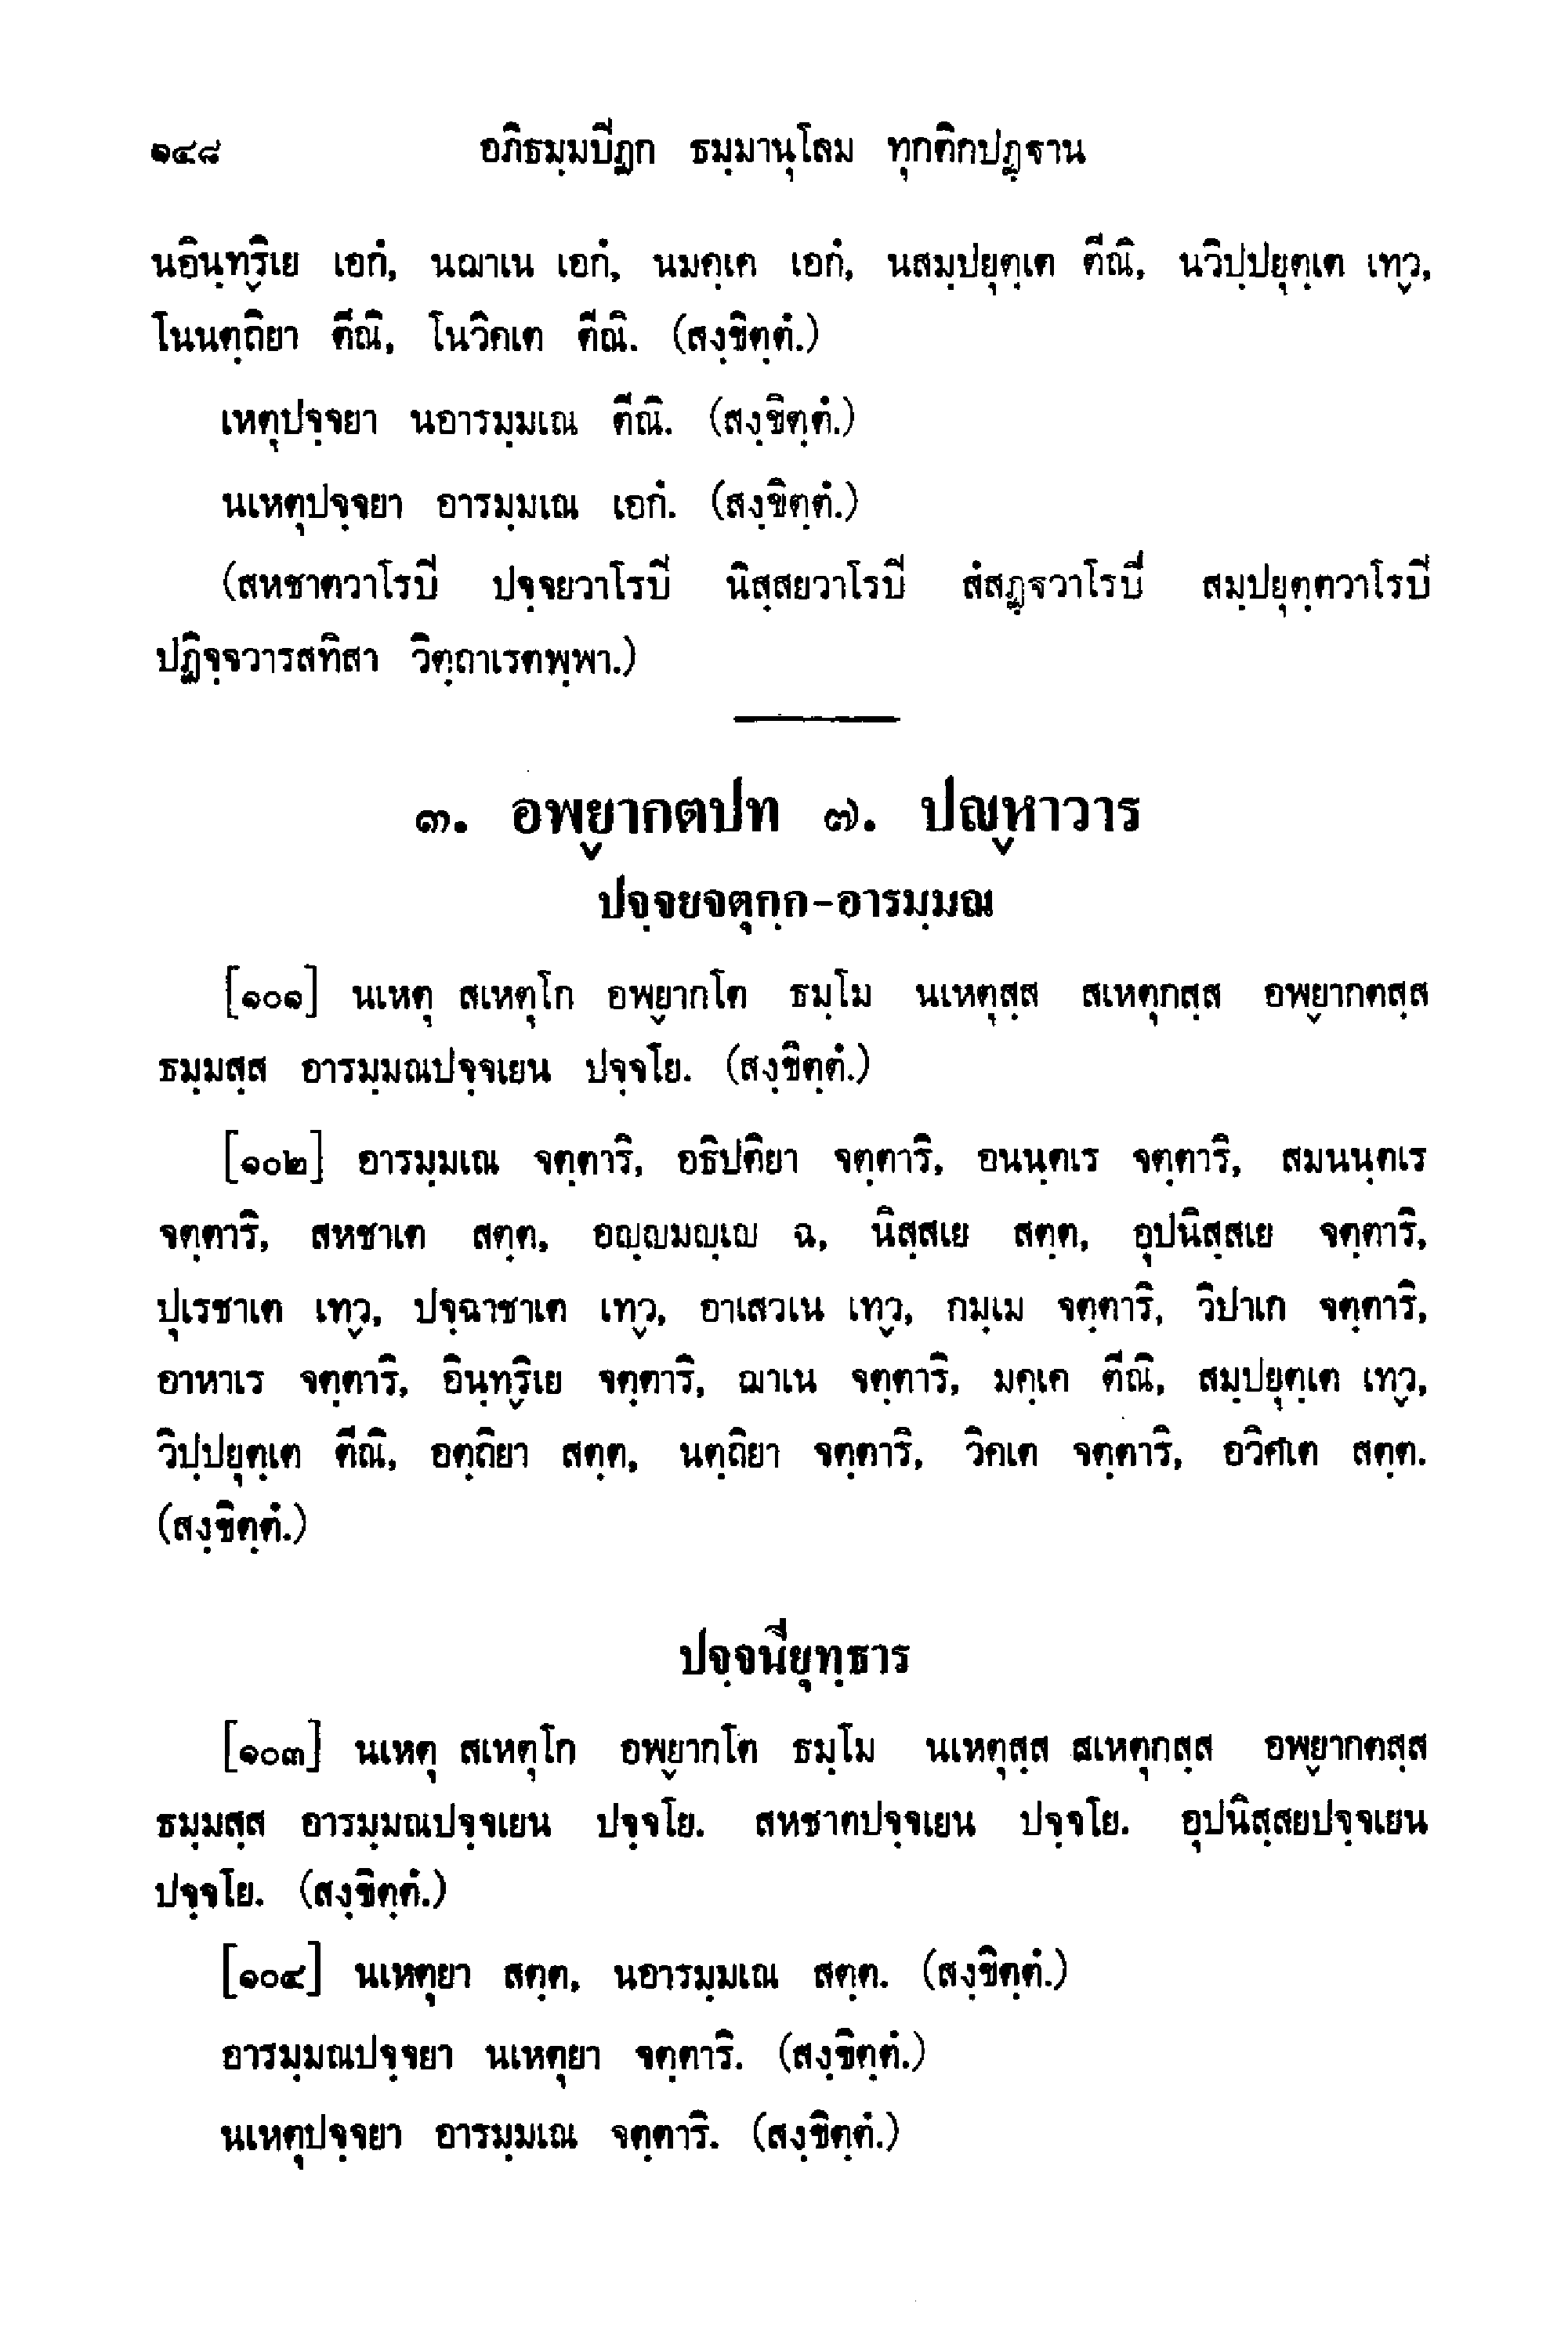 ๑๔๘ อภิธมฺมปิฏก ธมฺมานุโลม ทุกติกปฏฺฐาน
นอินฺทฺริเย เอกํ, นฌาเน เอกํ, นมคฺเค เอกํ, นสมฺปยุตฺเต ตีณิ, นวิปฺปยุตฺเต เทฺว,
โนนตฺถิยา ตีณิ, โนวิคเต ตีณิ. (สงฺขิตฺตํ.)
เหตุปจฺจยา นอารมฺมเณ ตีณิ. (สงฺขิตฺตํ.)
นเหตุปจฺจยา อารมฺมเณ เอกํ. (สงฺขิตฺตํ.)
(สหชาตวาโรปิ ปจฺจยวาโรปิ นิสฺสยวาโรปิ สํสฏฺฐวาโรปิ สมฺปยุตฺตวาโรปิ
ปฏิจฺจวารสทิสา วิตฺถาเรตพฺพา.)
๓. อพฺยากตปท ๗. ปญฺหาวาร
ปจฺจยจตุกฺก-อารมฺมณ
[๑๐๑] นเหตุ สเหตุโก อพฺยากโต ธมฺโม นเหตุสฺส สเหตุกสฺส อพฺยากตสฺส
ธมฺมสฺส อารมฺมณปจฺจเยน ปจฺจโย. (สงฺขิตฺตํ.)
[๑๐๒] อารมฺมเณ จตฺตาริ, อธิปติยา จตฺตาริ, อนนฺตเร จตฺตาริ, สมนนฺตเร
จตฺตาริ, สหชาเต สตฺต, อญฺญมญฺเญ ฉ, นิสฺสเย สตฺต, อุปนิสฺสเย จตฺตาริ,
ปุเรชาเต เทฺว, ปจฺฉาชาเต เทฺว, อาเสวเน เทฺว, กมฺเม จตฺตาริ, วิปาเก จตฺตาริ,
อาหาเร จตฺตาริ, อินฺทฺริเย จตฺตาริ, ฌาเน จตฺตาริ, มคฺเค ตีณิ, สมฺปยุตฺเต เทฺว,
วิปฺปยุตฺเต ตีณิ, อตฺถิยา สตฺต, นตฺถิยา จตฺตาริ, วิคเต จตฺตาริ, อวิคเต สตฺต.
(สงฺขิตฺตํ.)
ปจฺจนียุทฺธาร
[๑๐๓] นเหตุ สเหตุโก อพฺยากโต ธมฺโม นเหตุสฺส สเหตุกสฺส อพฺยากตสฺส
ธมฺมสฺส อารมฺมณปจฺจเยน ปจฺจโย. สหชาตปจฺจเยน ปจฺจโย. อุปนิสฺสยปจฺจเยน
ปจฺจโย. (สงฺขิตฺตํ.)
[๑๐๔] นเหตุยา สตฺต, นอารมฺมเณ สตฺต. (สงฺขิตฺตํ.)
อารมฺมณปจฺจยา นเหตุยา จตฺตาริ. (สงฺขิตฺตํ.)
นเหตุปจฺจยา อารมฺมเณ จตฺตาริ. (สงฺขิตฺตํ.)